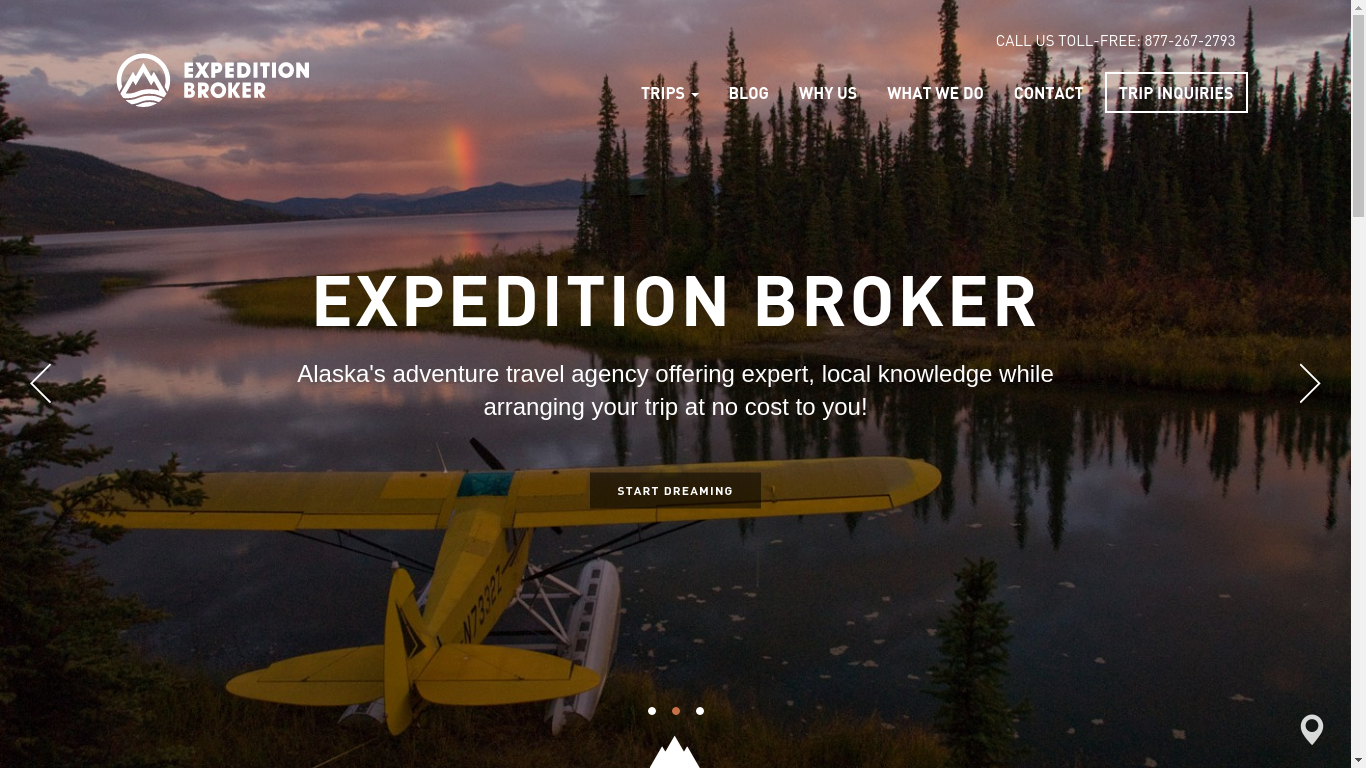 CALL US TOLL-FREE: 877-267-2793
EXPEDITION
BROKER
TRIPS
BLOG
WHY US
WHAT WE DO
CONTACT
TRIP INQUIRIES
EXPEDITION BROKER
Alaska's adventure travel agency offering expert, local knowledge while
arranging your trip at no cost to you!
START DREAMING
N7332Z